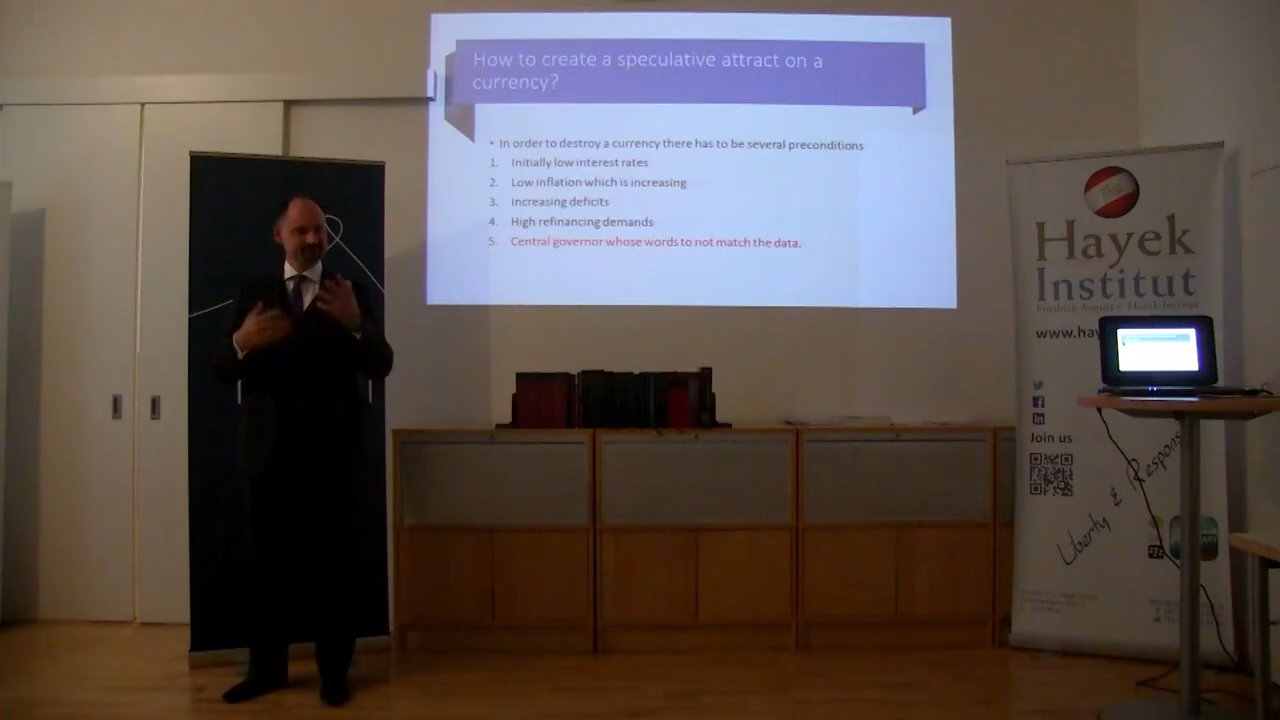 How to create a speculative attract on a
currency?
• In order to destroy a currency there has to be several preconditions
1. Initially low interest rates
2. Low inflation which is increasing
3. Increasing deficits
4. High refinancing demands
5. Central governor whose words to not match the data.
Hayek
Institut
www.hay
Join us
Liberty & Respons